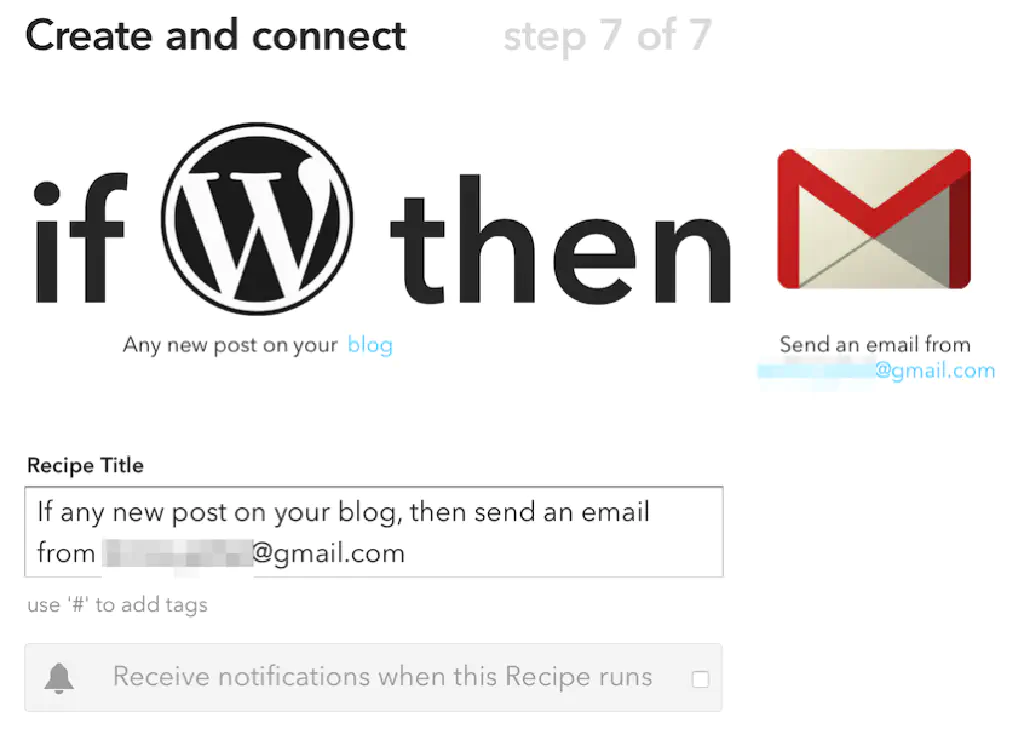 Create and connect step 7 of 7
if W then
Any new post on your blog
Send an email from
@gmail.com
Recipe Title
If any new post on your blog, then send an email
from @gmail.com
use '#' to add tags
Receive notifications when this Recipe runs